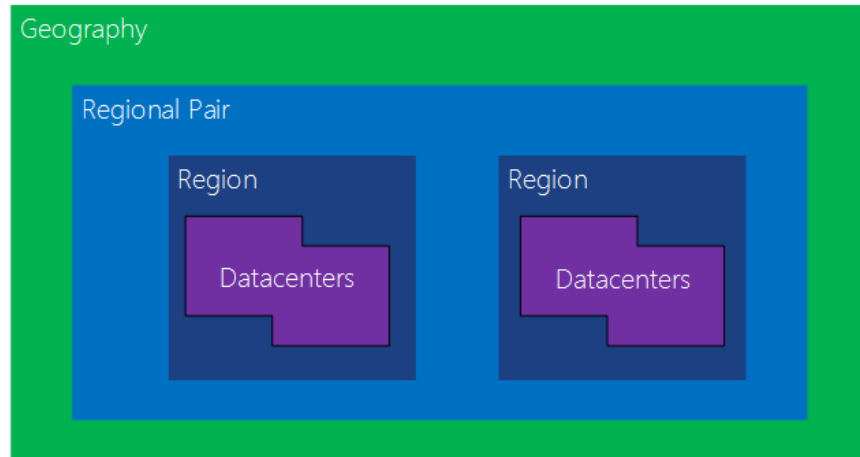 Geography
Regional Pair
Region
Region
Datacenters
Datacenters